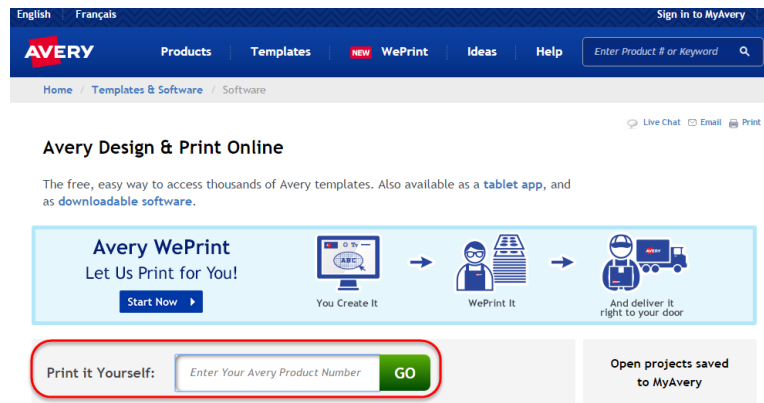 English Français Sign in to MyAvery
AVERY Products Templates NEW WePrint Ideas Help Enter Product # or Keyword
Home / Templates & Software / Software
Live Chat Email Print
Avery Design & Print Online
The free, easy way to access thousands of Avery templates. Also available as a tablet app, and
as downloadable software.
Avery WePrint
Let Us Print for You!
Start Now
ABC
You Create It
WePrint It
AVERY
And deliver it
right to your door
Print it Yourself: Enter Your Avery Product Number GO
Open projects saved
to MyAvery